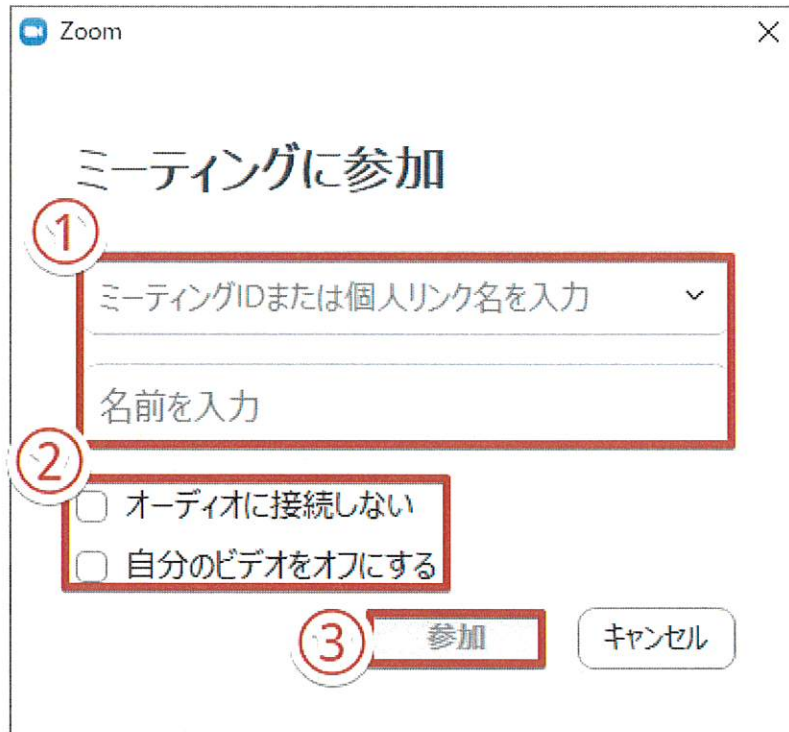 Zoom
ミーティングに参加
①
ミーティングIDまたは個人リンク名を入力
名前を入力
②
オーディオに接続しない
自分のビデオをオフにする
③ 参加 キャンセル